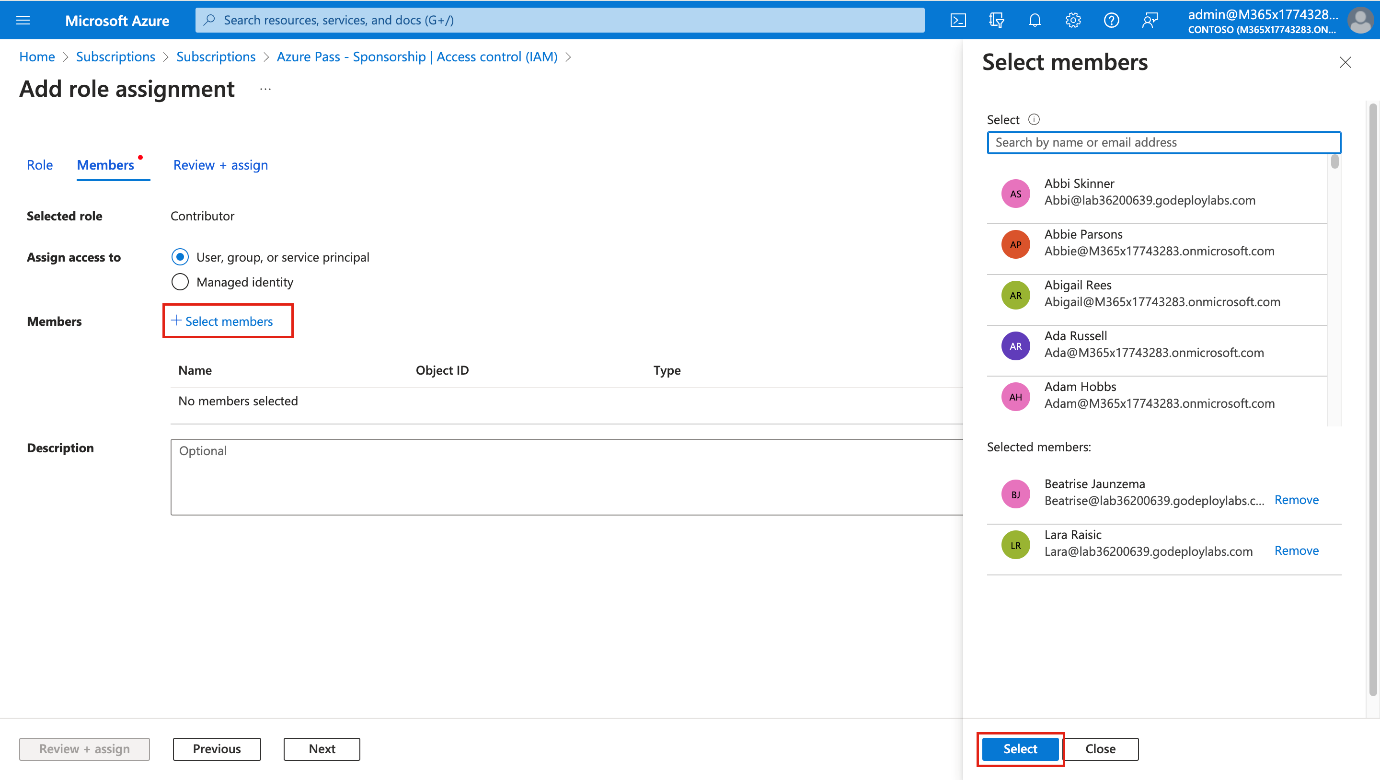 Microsoft Azure
Search resources, services, and docs (G+/)
admin@M365x1774328...
CONTOSO (M365X17743283.ON...
Home > Subscriptions > Subscriptions > Azure Pass - Sponsorship | Access control (IAM) >
Add role assignment ...
Role
Members
Review + assign
Selected role
Contributor
Assign access to
User, group, or service principal
Managed identity
Members
+ Select members
Name
Object ID
Type
No members selected
Description
Optional
Review + assign
Previous
Next
Select members
Select
Search by name or email address
AS
Abbi Skinner
Abbi@lab36200639.godeploylabs.com
AP
Abbie Parsons
Abbie@M365x17743283.onmicrosoft.com
AR
Abigail Rees
Abigail@M365x17743283.onmicrosoft.com
AR
Ada Russell
Ada@M365x17743283.onmicrosoft.com
AH
Adam Hobbs
Adam@M365x17743283.onmicrosoft.com
Selected members:
BJ
Beatrise Jaunzema
Beatrise@lab36200639.godeploylabs.c...
Remove
LR
Lara Raisic
Lara@lab36200639.godeploylabs.com
Remove
Select
Close